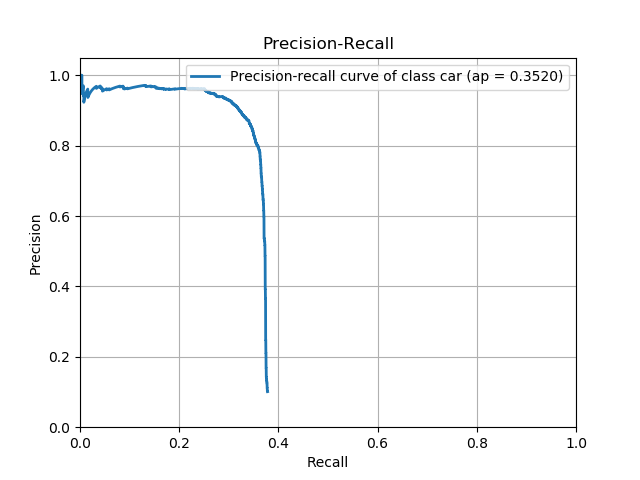 Precision-Recall
Precision-recall curve of class car (ap = 0.3520)
Precision
1.0
0.8
0.6
0.4
0.2
0.0
0.0 0.2 0.4 0.6 0.8 1.0
Recall